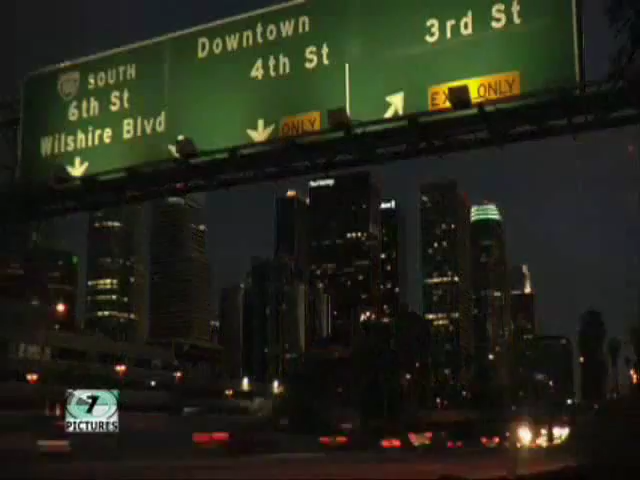 SOUTH
6th St
Wilshire Blvd
Downtown
4th St
ONLY
3rd St
EXIT ONLY
7
PICTURES